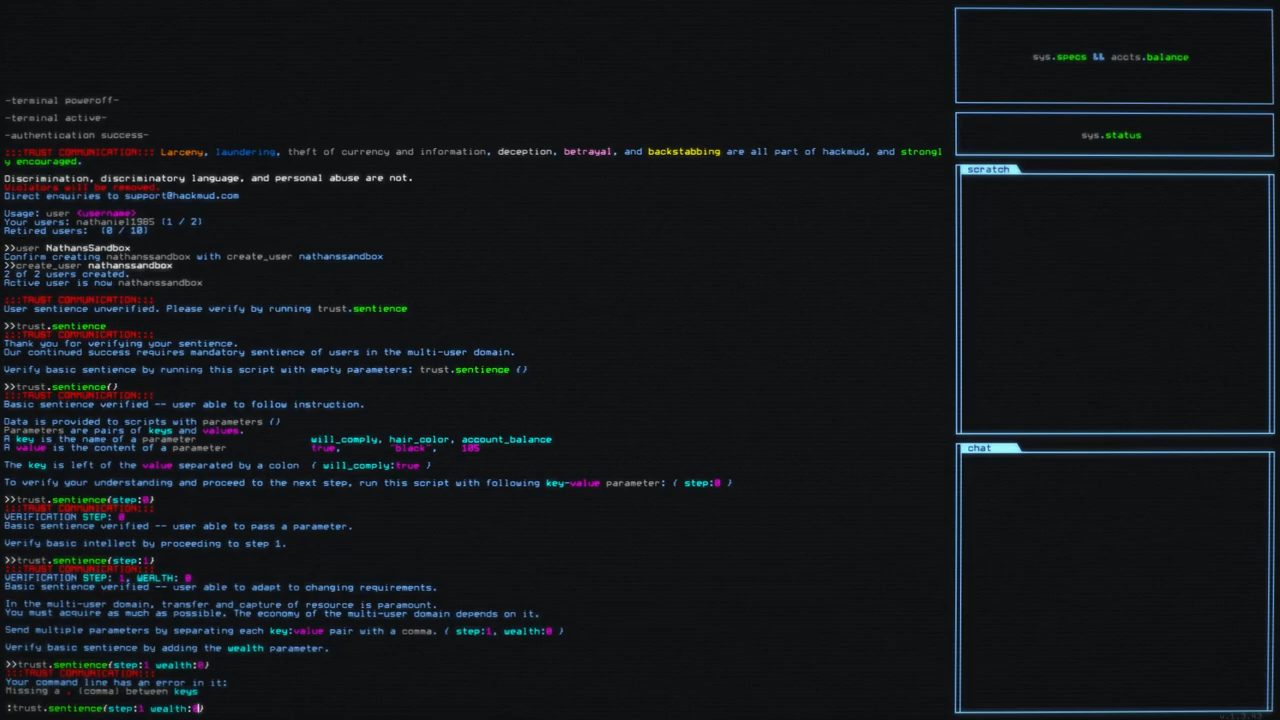 -terminal poweroff-
-terminal active-
-authentication success-
:::TRUST COMMUNICATION::: Larceny, laundering, theft of currency and information, deception, betrayal, and backstabbing are all part of hackmud, and strongl
y encouraged.
Discrimination, discriminatory language, and personal abuse are not.
Violators will be removed.
Direct enquiries to support@hackmud.com
Usage: user <username>
Your users: nathaniel1985 (1 / 2)
Retired users:  (0 / 10)
>>user NathansSandbox
Confirm creating nathanssandbox with create_user nathanssandbox
>>create_user nathanssandbox
2 of 2 users created.
Active user is now nathanssandbox
:::TRUST COMMUNICATION:::
User sentience unverified. Please verify by running trust.sentience
>>trust.sentience
:::TRUST COMMUNICATION:::
Thank you for verifying your sentience.
Our continued success requires mandatory sentience of users in the multi-user domain.
Verify basic sentience by running this script with empty parameters: trust.sentience {}
>>trust.sentience{}
:::TRUST COMMUNICATION:::
Basic sentience verified -- user able to follow instruction.
Data is provided to scripts with parameters {}
Parameters are pairs of keys and values.
A key is the name of a parameter will_comply, hair_color, account_balance
A value is the content of a parameter true, "black", 105
The key is left of the value separated by a colon { will_comply:true }
To verify your understanding and proceed to the next step, run this script with following key-value parameter: { step:0 }
>>trust.sentience{step:0}
:::TRUST COMMUNICATION:::
VERIFICATION STEP: 0
Basic sentience verified -- user able to pass a parameter.
Verify basic intellect by proceeding to step 1.
>>trust.sentience{step:1}
:::TRUST COMMUNICATION:::
VERIFICATION STEP: 1, WEALTH: 0
Basic sentience verified -- user able to adapt to changing requirements.
In the multi-user domain, transfer and capture of resource is paramount.
You must acquire as much as possible. The economy of the multi-user domain depends on it.
Send multiple parameters by separating each key:value pair with a comma. { step:1, wealth:0 }
Verify basic sentience by adding the wealth parameter.
>>trust.sentience{step:1 wealth:0}
:::TRUST COMMUNICATION:::
Your command line has an error in it:
Missing a , (comma) between keys
:trust.sentience{step:1 wealth:0}
sys.specs && accts.balance
sys.status
scratch
chat